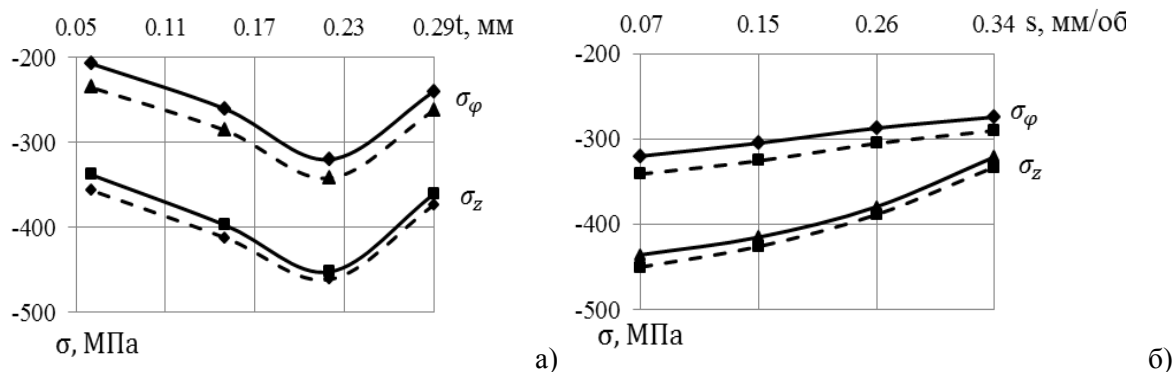 0.05 0.11 0.17 0.23 0.29 t, мм
-200
-300
-400
-500
σφ
σz
σ, МПа
а)
0.07 0.15 0.26 0.34 s, мм/об
-200
-300
-400
-500
σφ
σz
σ, МПа
б)